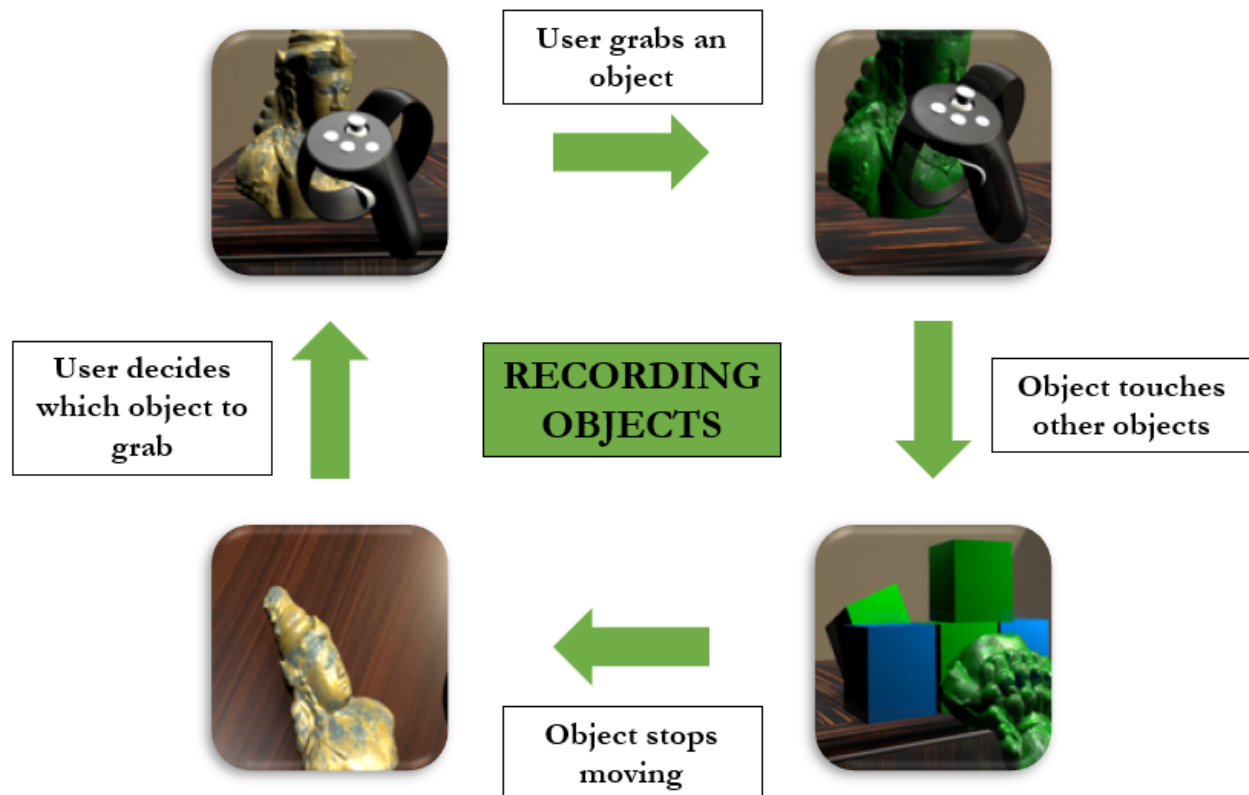 User grabs an
object
User decides
which object to
grab
RECORDING
OBJECTS
Object touches
other objects
Object stops
moving